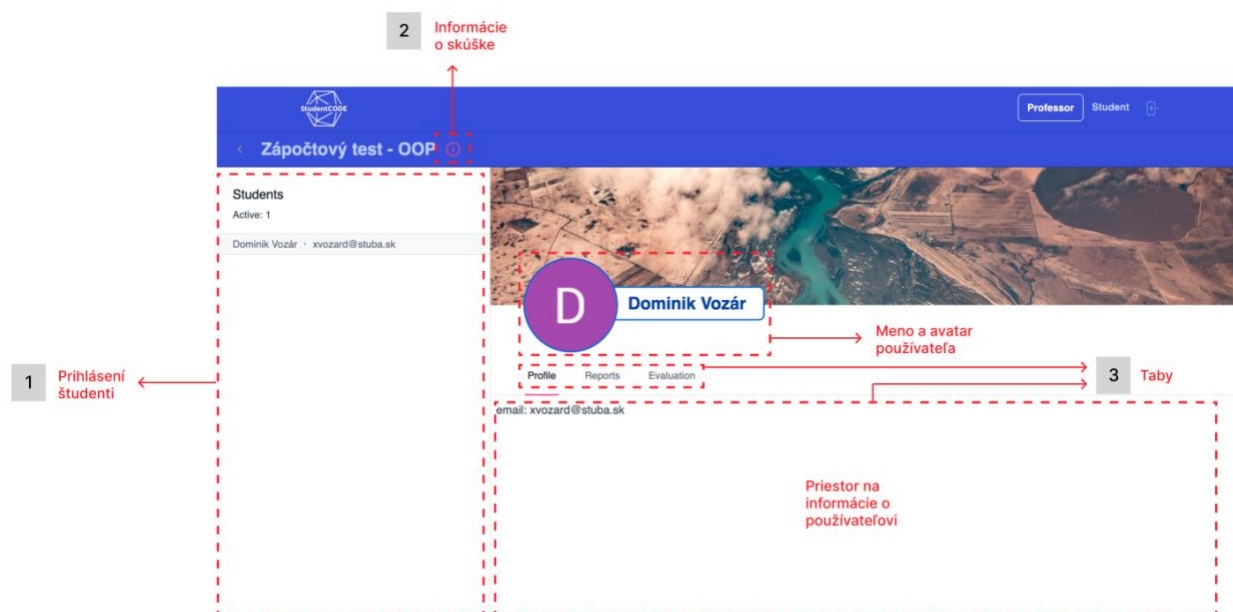 2
Informácie
o skúške
StudentCODE
Professor
Student
Zápočtový test - OOP
Students
Active: 1
Dominik Vozár · xvozard@stuba.sk
D
Dominik Vozár
Meno a avatar
používateľa
1
Prihlásení
študenti
Profile
Reports
Evaluation
3
Taby
email: xvozard@stuba.sk
Priestor na
informácie o
používateľovi